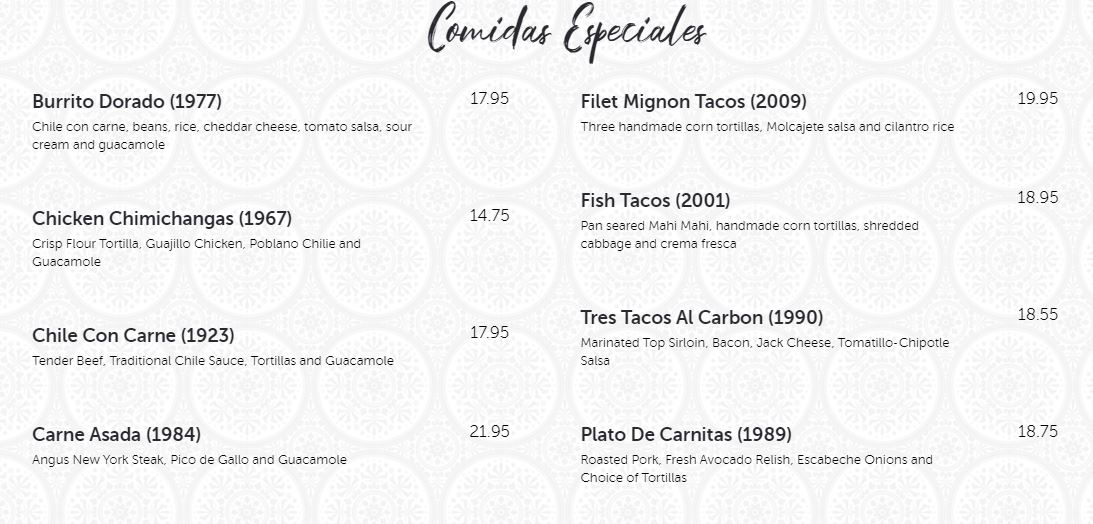 Comidas Especiales
Burrito Dorado (1977) 17.95
Chile con carne, beans, rice, cheddar cheese, tomato salsa, sour
cream and guacamole
Chicken Chimichangas (1967) 14.75
Crisp Flour Tortilla, Guajillo Chicken, Poblano Chilie and
Guacamole
Chile Con Carne (1923) 17.95
Tender Beef, Traditional Chile Sauce, Tortillas and Guacamole
Carne Asada (1984) 21.95
Angus New York Steak, Pico de Gallo and Guacamole
Filet Mignon Tacos (2009) 19.95
Three handmade corn tortillas, Molcajete salsa and cilantro rice
Fish Tacos (2001) 18.95
Pan seared Mahi Mahi, handmade corn tortillas, shredded
cabbage and crema fresca
Tres Tacos Al Carbon (1990) 18.55
Marinated Top Sirloin, Bacon, Jack Cheese, Tomatillo-Chipotle
Salsa
Plato De Carnitas (1989) 18.75
Roasted Pork, Fresh Avocado Relish, Escabeche Onions and
Choice of Tortillas